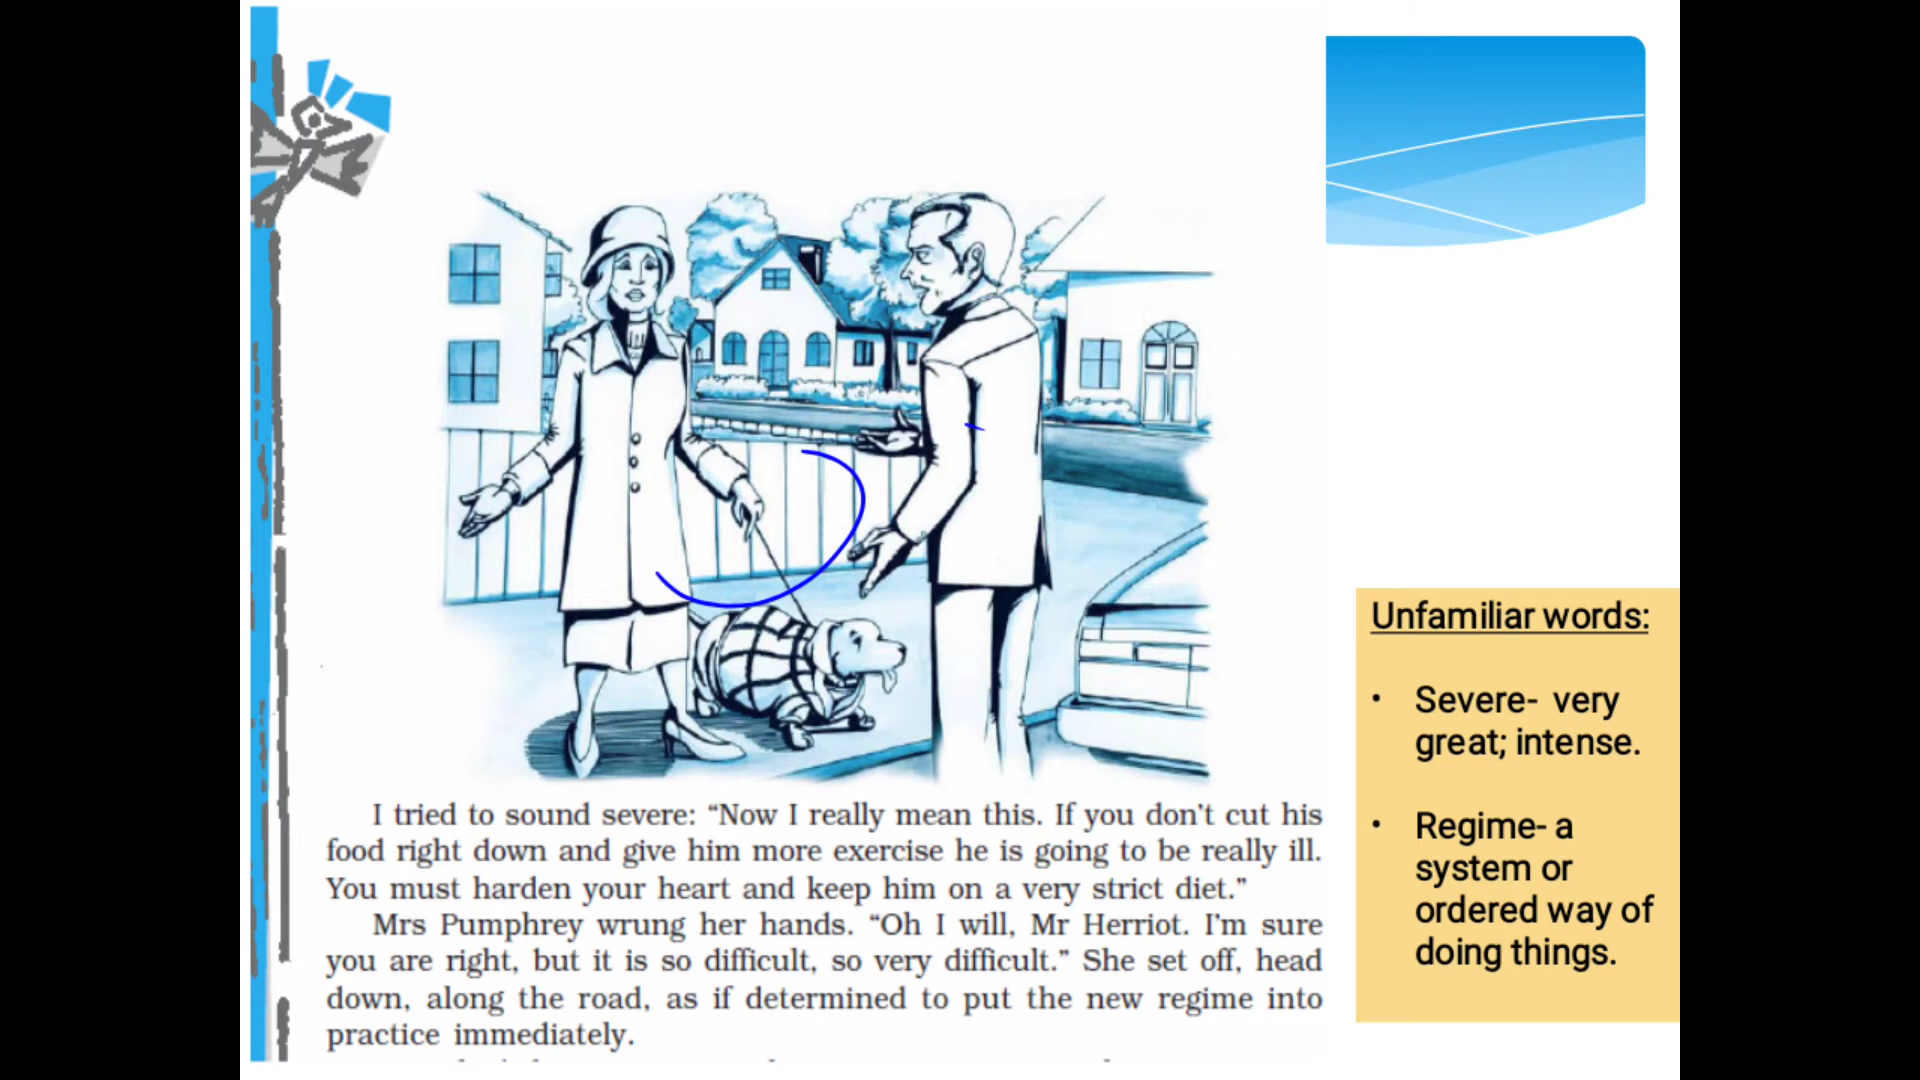 I tried to sound severe: “Now I really mean this. If you don’t cut his
food right down and give him more exercise he is going to be really ill.
You must harden your heart and keep him on a very strict diet.”
Mrs Pumphrey wrung her hands. “Oh I will, Mr Herriot. I’m sure
you are right, but it is so difficult, so very difficult.” She set off, head
down, along the road, as if determined to put the new regime into
practice immediately.
Unfamiliar words:
• Severe- very
great; intense.
• Regime- a
system or
ordered way of
doing things.